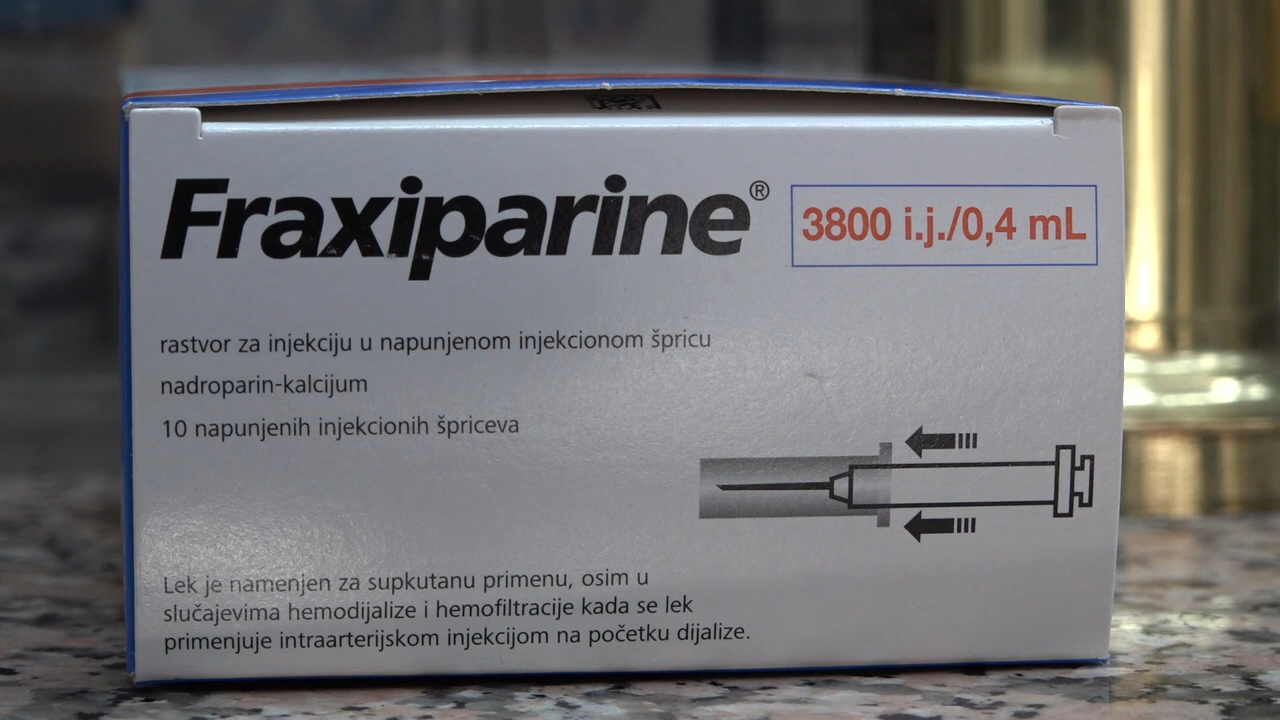 Fraxiparine®
3800 i.j./0,4 mL
rastvor za injekciju u napunjenom injekcionom špricu
nadroparin-kalcijum
10 napunjenih injekcionih špriceva
Lek je namenjen za supkutanu primenu, osim u
slučajevima hemodijalize i hemofiltracije kada se lek
primenjuje intraarterijskom injekcijom na početku dijalize.